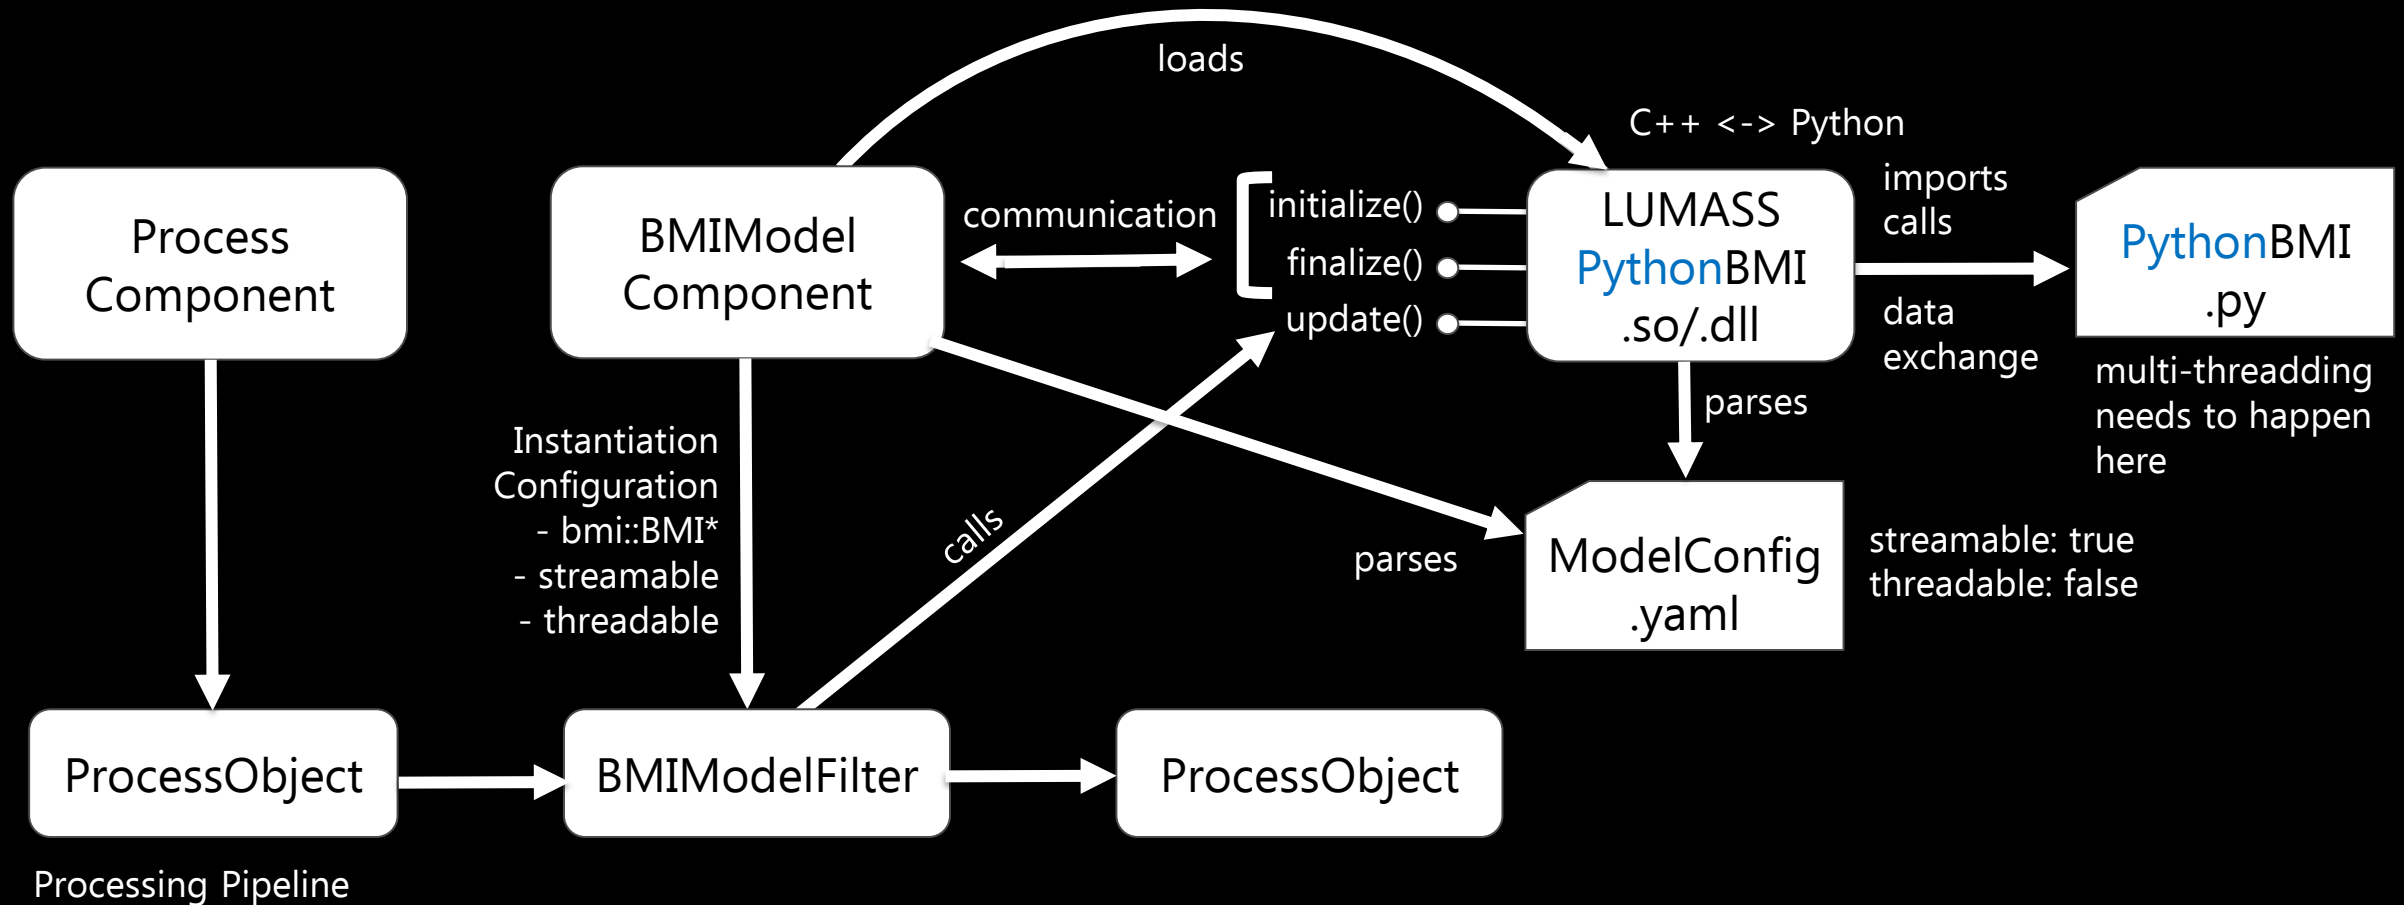 loads
C++ <-> Python
Process
Component
BMIModel
Component
communication
initialize()
finalize()
update()
LUMASS
PythonBMI
.so/.dll
imports
calls
data
exchange
PythonBMI
.py
multi-threadding
needs to happen
here
parses
Instantiation
Configuration
- bmi::BMI*
- streamable
- threadable
calls
parses
ModelConfig
.yaml
streamable: true
threadable: false
ProcessObject
BMIModelFilter
ProcessObject
Processing Pipeline